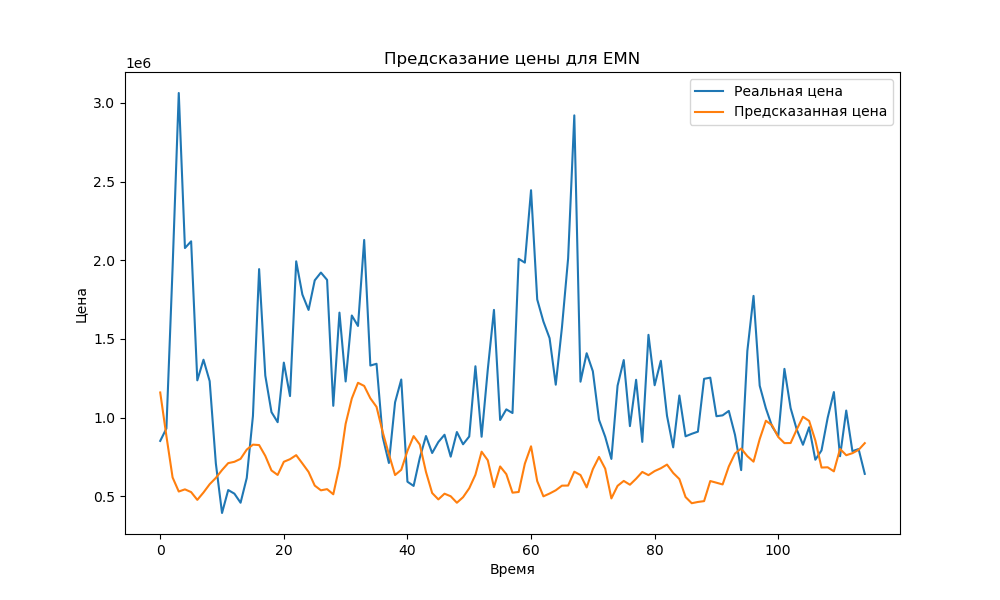 Предсказание цены для EMN
1e6
Реальная цена
Предсказанная цена
3.0
2.5
2.0
1.5
1.0
0.5
Цена
0 20 40 60 80 100
Время